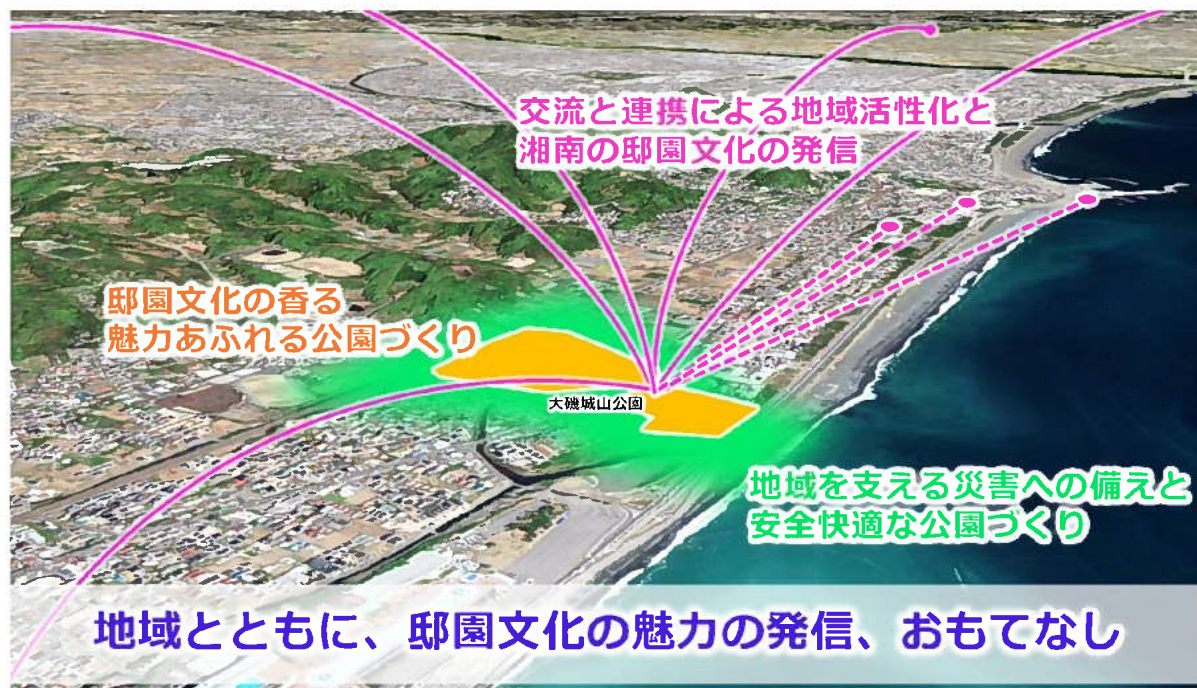 交流と連携による地域活性化と
湘南の邸園文化の発信
邸園文化の香る
魅力あふれる公園づくり
大磯城山公園
地域を支える災害への備えと
安全快適な公園づくり
地域とともに、邸園文化の魅力の発信、おもてなし